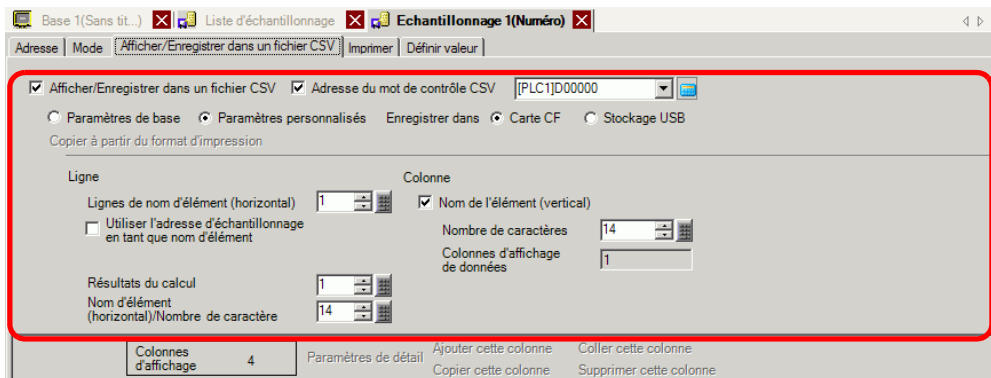 Base 1(Sans tit...) Liste d'échantillonnage Echantillonnage 1(Numéro)
Adresse Mode Afficher/Enregistrer dans un fichier CSV Imprimer Définir valeur
Afficher/Enregistrer dans un fichier CSV Adresse du mot de contrôle CSV [PLC1]D00000
Paramètres de base Paramètres personnalisés Enregistrer dans Carte CF Stockage USB
Copier à partir du format d'impression
Ligne Colonne
Lignes de nom d'élément (horizontal) 1 Nom de l'élément (vertical)
Utiliser l'adresse d'échantillonnage
en tant que nom d'élément
Nombre de caractères 14
Colonnes d'affichage
de données 1
Résultats du calcul 1
Nom d'élément
(horizontal)/Nombre de caractère 14
Colonnes
d'affichage 4 Paramètres de détail
Ajouter cette colonne Coller cette colonne
Copier cette colonne Supprimer cette colonne